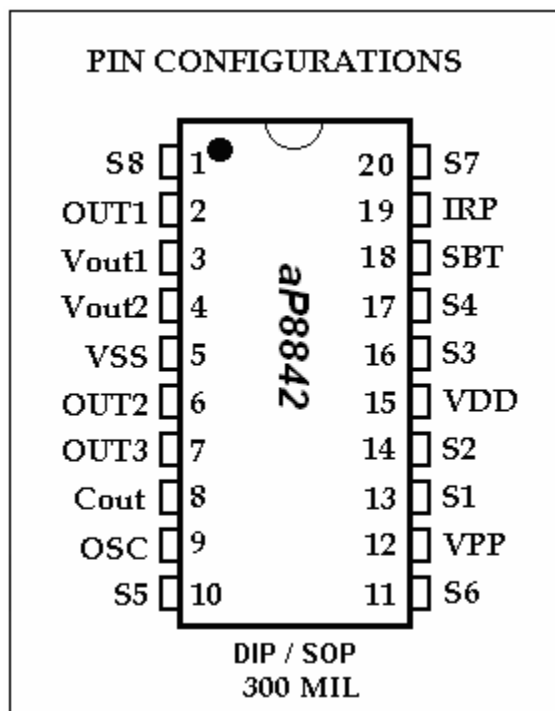 PIN CONFIGURATIONS
S8 1 20 S7
OUT1 2 19 IRP
Vout1 3 18 SBT
Vout2 4 17 S4
VSS 5 16 S3
OUT2 6 15 VDD
OUT3 7 14 S2
Cout 8 13 S1
OSC 9 12 VPP
S5 10 11 S6
aP8842
DIP / SOP
300 MIL